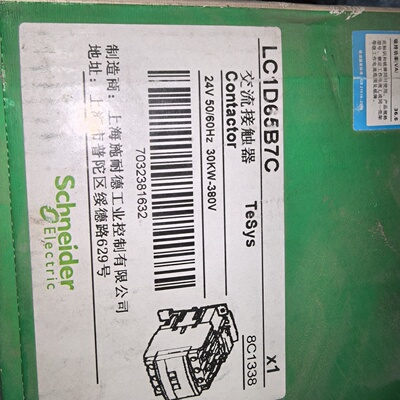 LC1D65B7C
交流接触器 TeSys
Contactor
24V 50/60Hz 30KW-380V
x1
8C1338
7032381632
制造商：上海施耐德工业控制有限公司
上海市普陀区绥德路629号
Schneider
Electric